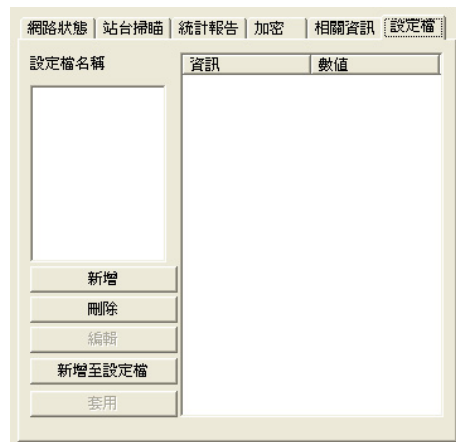 網路狀態 站台掃瞄 統計報告 加密 相關資訊 設定檔
設定檔名稱
資訊 數值
新增
刪除
編輯
新增至設定檔
套用